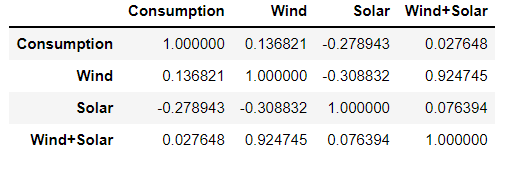 Consumption Wind Solar Wind+Solar
Consumption 1.000000 0.136821 -0.278943 0.027648
Wind 0.136821 1.000000 -0.308832 0.924745
Solar -0.278943 -0.308832 1.000000 0.076394
Wind+Solar 0.027648 0.924745 0.076394 1.000000